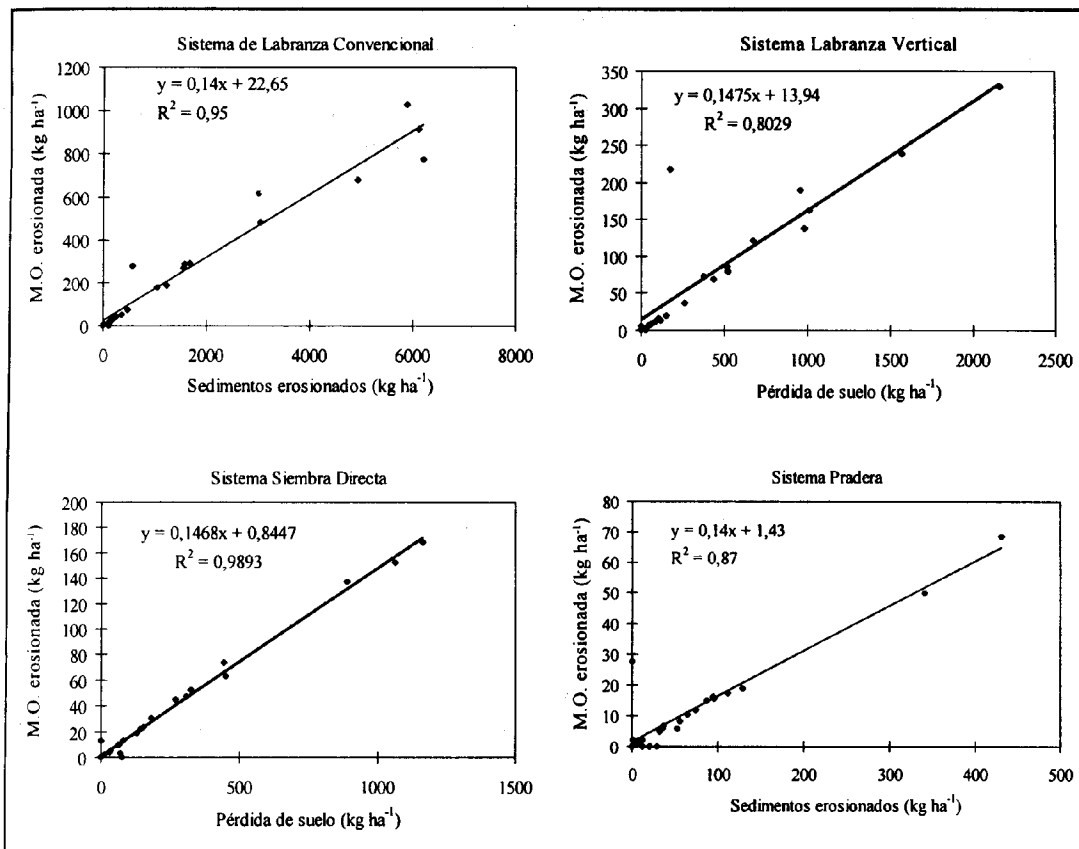 Sistema de Labranza Convencional
y = 0,14x + 22,65
R² = 0,95
M.O. erosionada (kg ha⁻¹)
1200
1000
800
600
400
200
0
0 2000 4000 6000 8000
Sedimentos erosionados (kg ha⁻¹)
Sistema Labranza Vertical
y = 0,1475x + 13,94
R² = 0,8029
M.O. erosionada (kg ha⁻¹)
350
300
250
200
150
100
50
0
0 500 1000 1500 2000 2500
Pérdida de suelo (kg ha⁻¹)
Sistema Siembra Directa
y = 0,1468x + 0,8447
R² = 0,9893
M.O. erosionada (kg ha⁻¹)
200
180
160
140
120
100
80
60
40
20
0
0 500 1000 1500
Pérdida de suelo (kg ha⁻¹)
Sistema Pradera
y = 0,14x + 1,43
R² = 0,87
M.O. erosionada (kg ha⁻¹)
80
70
60
50
40
30
20
10
0
0 100 200 300 400 500
Sedimentos erosionados (kg ha⁻¹)